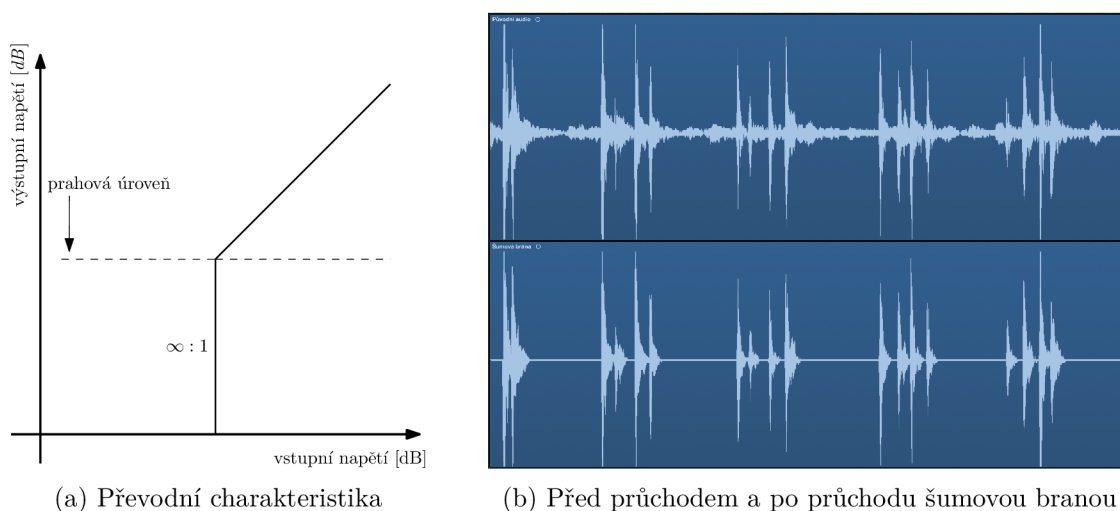 výstupní napětí [dB]
prahová úroveň
∞ : 1
vstupní napětí [dB]
(a) Převodní charakteristika
Původní audio
Šumová brána
(b) Před průchodem a po průchodu šumovou branou